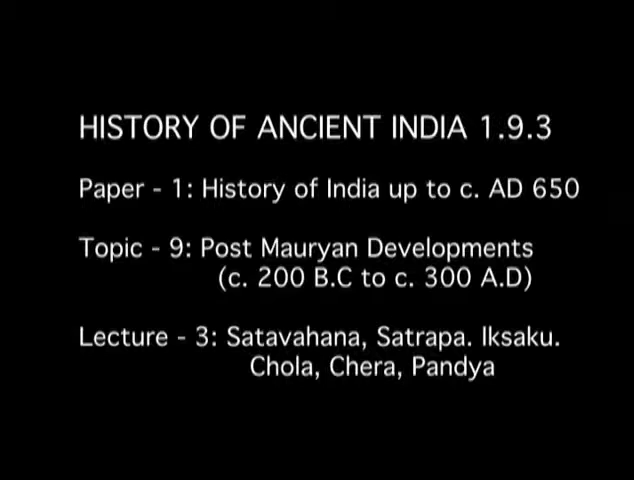 HISTORY OF ANCIENT INDIA 1.9.3
Paper - 1: History of India up to c. AD 650
Topic - 9: Post Mauryan Developments
(c. 200 B.C to c. 300 A.D)
Lecture - 3: Satavahana, Satrapa. Iksaku.
Chola, Chera, Pandya